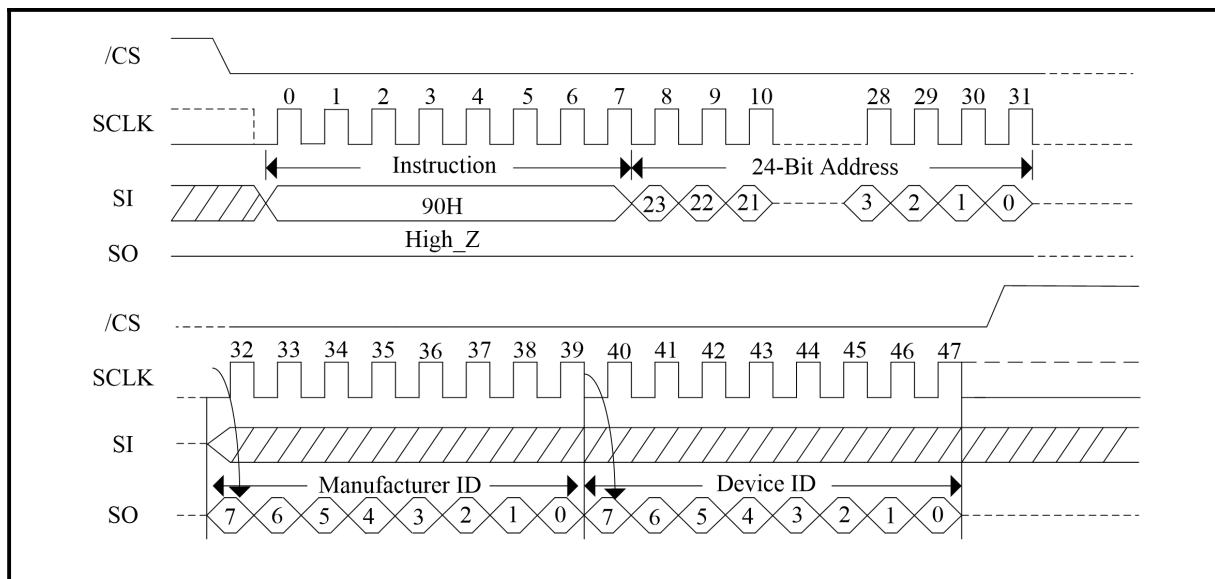 /CS
0 1 2 3 4 5 6 7 8 9 10 28 29 30 31
SCLK
Instruction 24-Bit Address
SI 90H 23 22 21 3 2 1 0
High_Z
SO
/CS
32 33 34 35 36 37 38 39 40 41 42 43 44 45 46 47
SCLK
SI
Manufacturer ID Device ID
SO 7 6 5 4 3 2 1 0 7 6 5 4 3 2 1 0